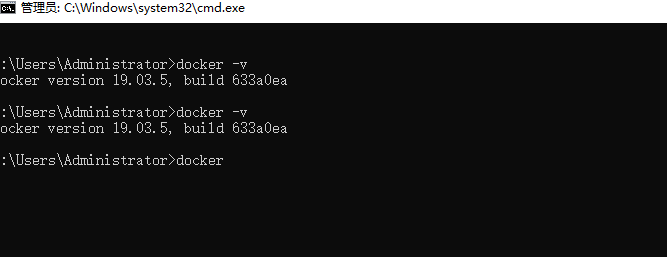 管理员: C:\Windows\system32\cmd.exe
:\Users\Administrator>docker -v
ocker version 19.03.5, build 633a0ea
:\Users\Administrator>docker -v
ocker version 19.03.5, build 633a0ea
:\Users\Administrator>docker